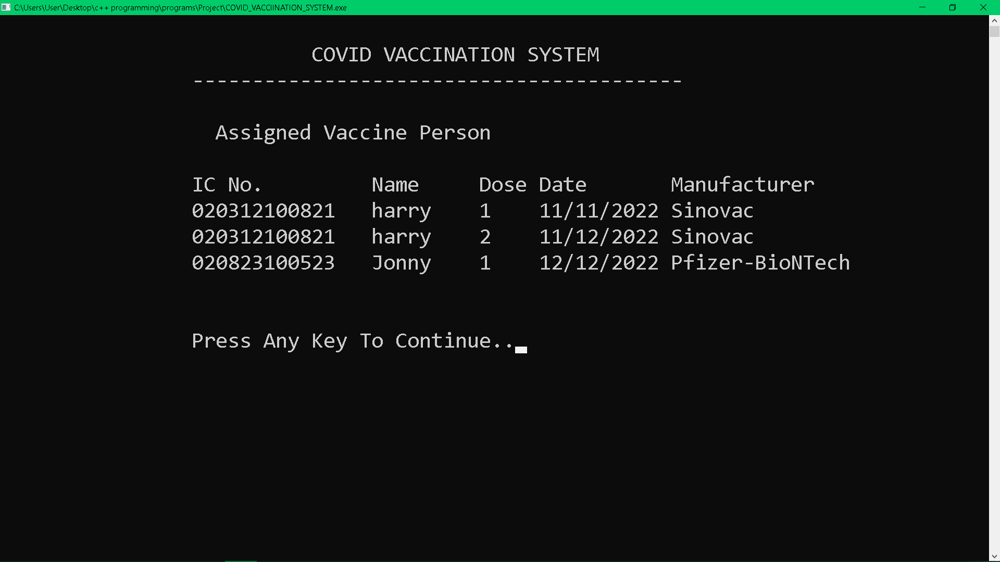 C:\Users\User\Desktop\c++ programming\programs\Project\COVID_VACCIINATION_SYSTEM.exe
COVID VACCINATION SYSTEM
-----------------------------------------
Assigned Vaccine Person
IC No. Name Dose Date Manufacturer
020312100821 harry 1 11/11/2022 Sinovac
020312100821 harry 2 11/12/2022 Sinovac
020823100523 Jonny 1 12/12/2022 Pfizer-BioNTech
Press Any Key To Continue..